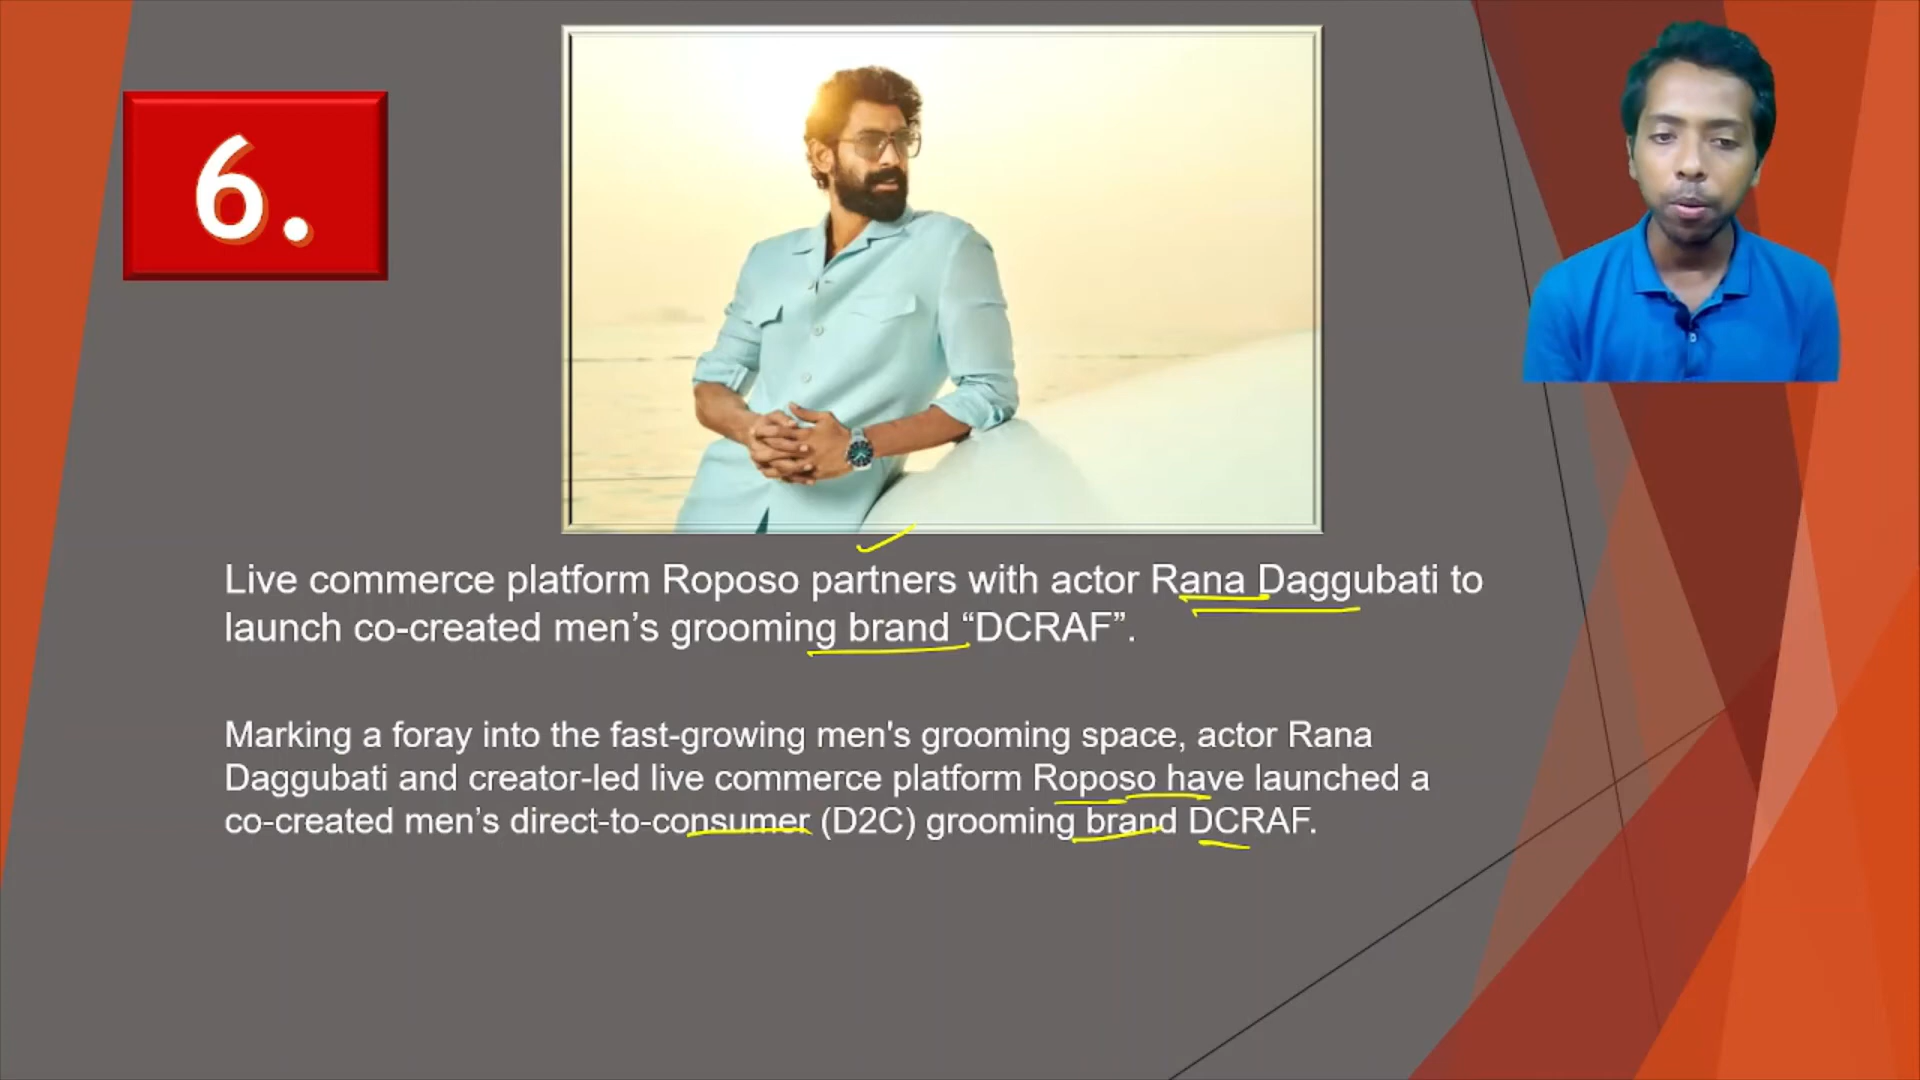 6.
Live commerce platform Roposo partners with actor Rana Daggubati to
launch co-created men’s grooming brand “DCRAF”.
Marking a foray into the fast-growing men's grooming space, actor Rana
Daggubati and creator-led live commerce platform Roposo have launched a
co-created men’s direct-to-consumer (D2C) grooming brand DCRAF.